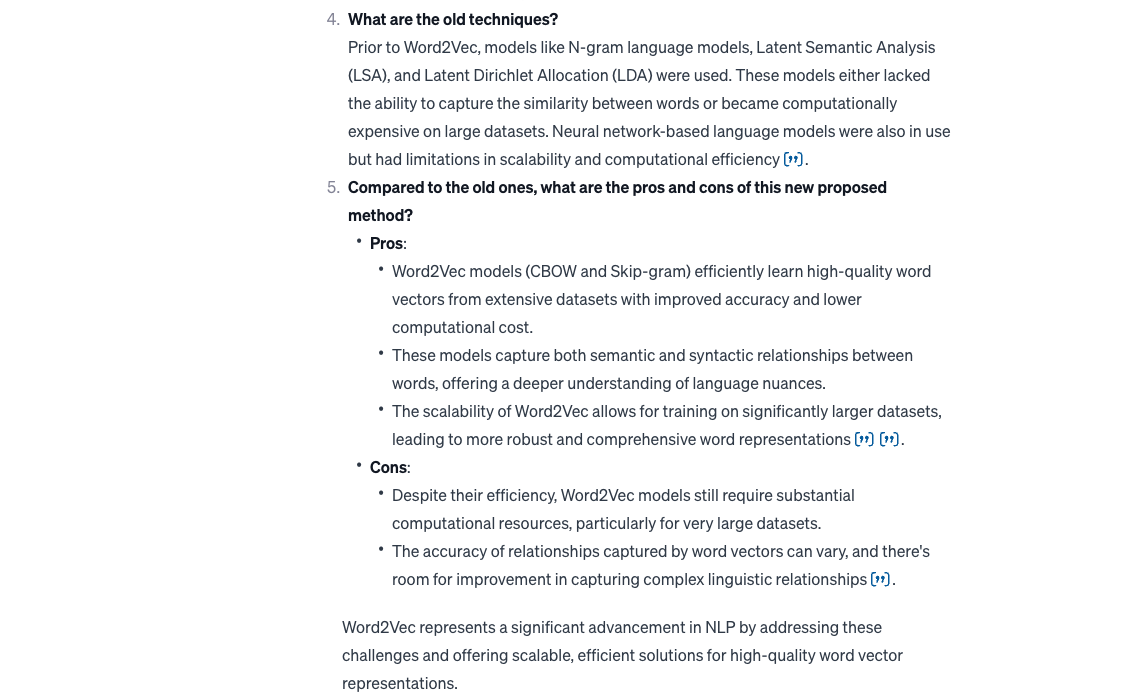 4. What are the old techniques?
Prior to Word2Vec, models like N-gram language models, Latent Semantic Analysis
(LSA), and Latent Dirichlet Allocation (LDA) were used. These models either lacked
the ability to capture the similarity between words or became computationally
expensive on large datasets. Neural network-based language models were also in use
but had limitations in scalability and computational efficiency [”].
5. Compared to the old ones, what are the pros and cons of this new proposed
method?
• Pros:
• Word2Vec models (CBOW and Skip-gram) efficiently learn high-quality word
vectors from extensive datasets with improved accuracy and lower
computational cost.
• These models capture both semantic and syntactic relationships between
words, offering a deeper understanding of language nuances.
• The scalability of Word2Vec allows for training on significantly larger datasets,
leading to more robust and comprehensive word representations [”] [”].
• Cons:
• Despite their efficiency, Word2Vec models still require substantial
computational resources, particularly for very large datasets.
• The accuracy of relationships captured by word vectors can vary, and there's
room for improvement in capturing complex linguistic relationships [”].
Word2Vec represents a significant advancement in NLP by addressing these
challenges and offering scalable, efficient solutions for high-quality word vector
representations.